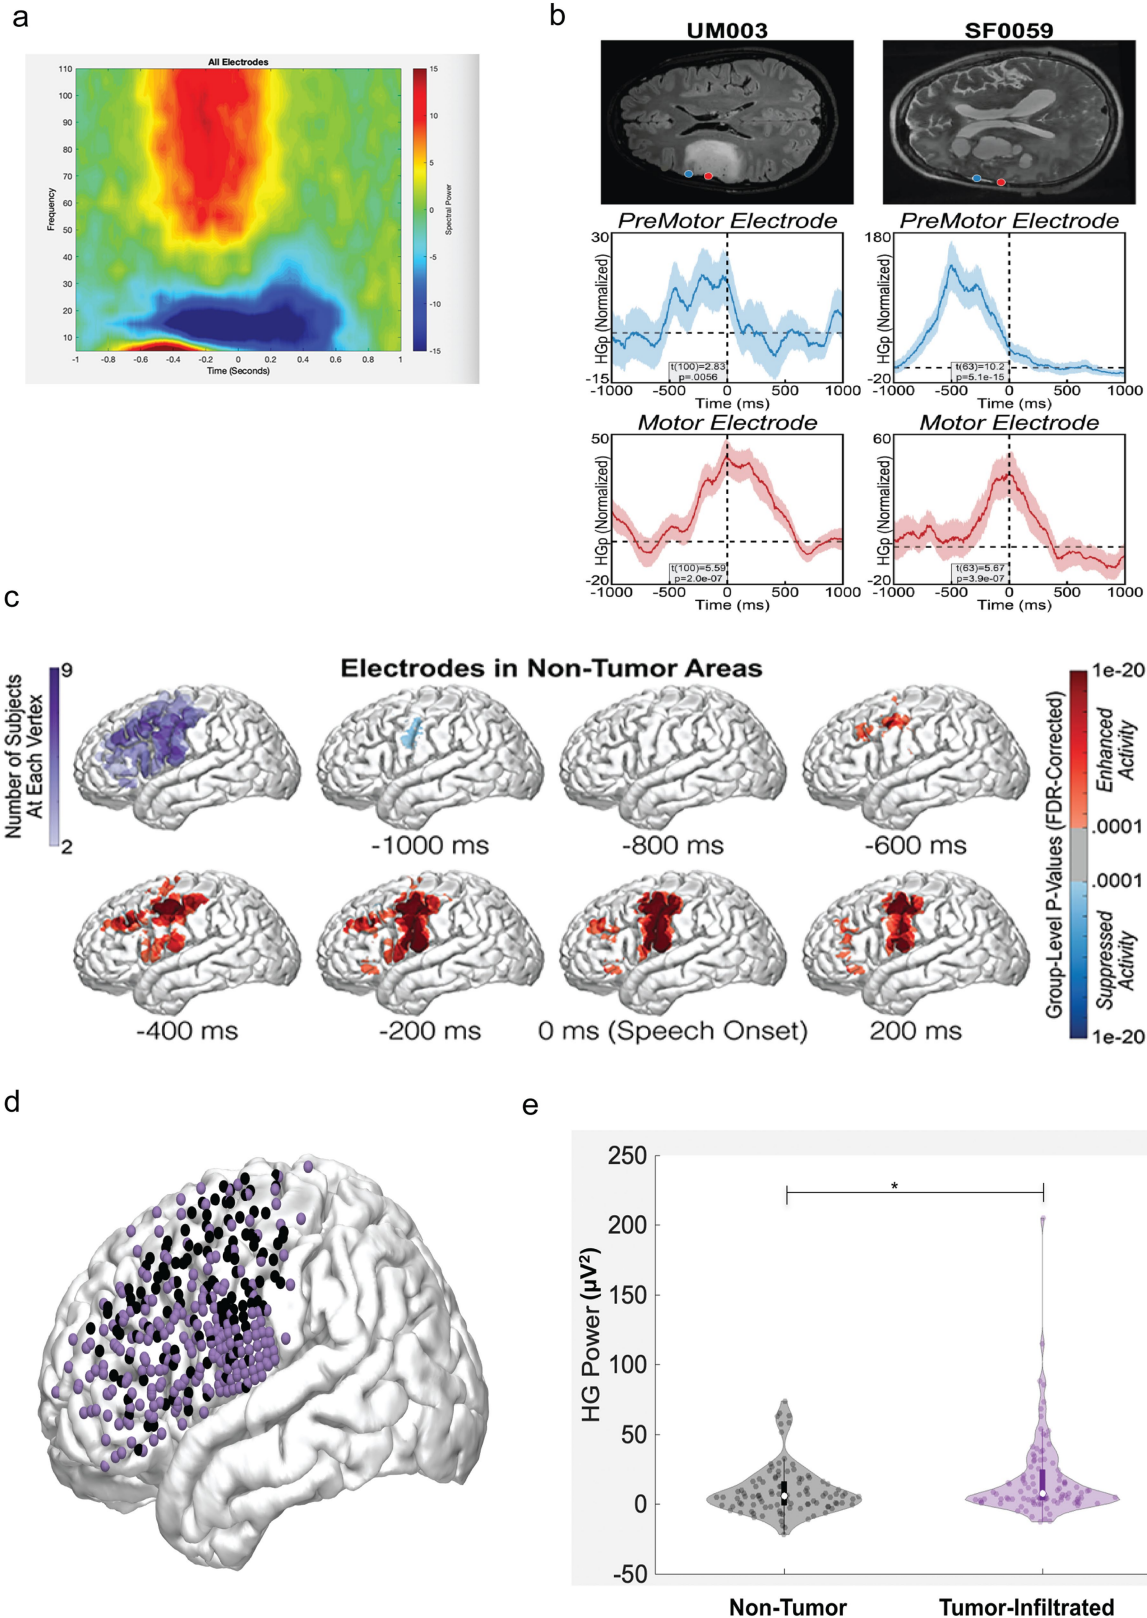 a
All Electrodes
Frequency
110
100
90
80
70
60
50
40
30
20
10
-1 -0.8 -0.6 -0.4 -0.2 0 0.2 0.4 0.6 0.8 1
Time (Seconds)
15
10
5
0
-5
-10
-15
Spectral Power
b
UM003
SF0059
PreMotor Electrode
HGp (Normalized)
30
-15
t(100)=2.83
p=.0056
-1000 -500 0 500 1000
Time (ms)
PreMotor Electrode
HGp (Normalized)
180
-20
t(63)=10.2
p=5.1e-15
-1000 -500 0 500 1000
Time (ms)
Motor Electrode
HGp (Normalized)
50
-20
t(100)=5.59
p=2.0e-07
-1000 -500 0 500 1000
Time (ms)
Motor Electrode
HGp (Normalized)
60
-20
t(63)=5.67
p=3.9e-07
-1000 -500 0 500 1000
Time (ms)
c
Electrodes in Non-Tumor Areas
Number of Subjects
At Each Vertex
9
2
-1000 ms
-800 ms
-600 ms
-400 ms
-200 ms
0 ms (Speech Onset)
200 ms
Group-Level P-Values (FDR-Corrected)
Enhanced
Activity
Suppressed
Activity
1e-20
.0001
.0001
1e-20
d
e
HG Power (µV²)
250
200
150
100
50
0
-50
*
Non-Tumor
Tumor-Infiltrated